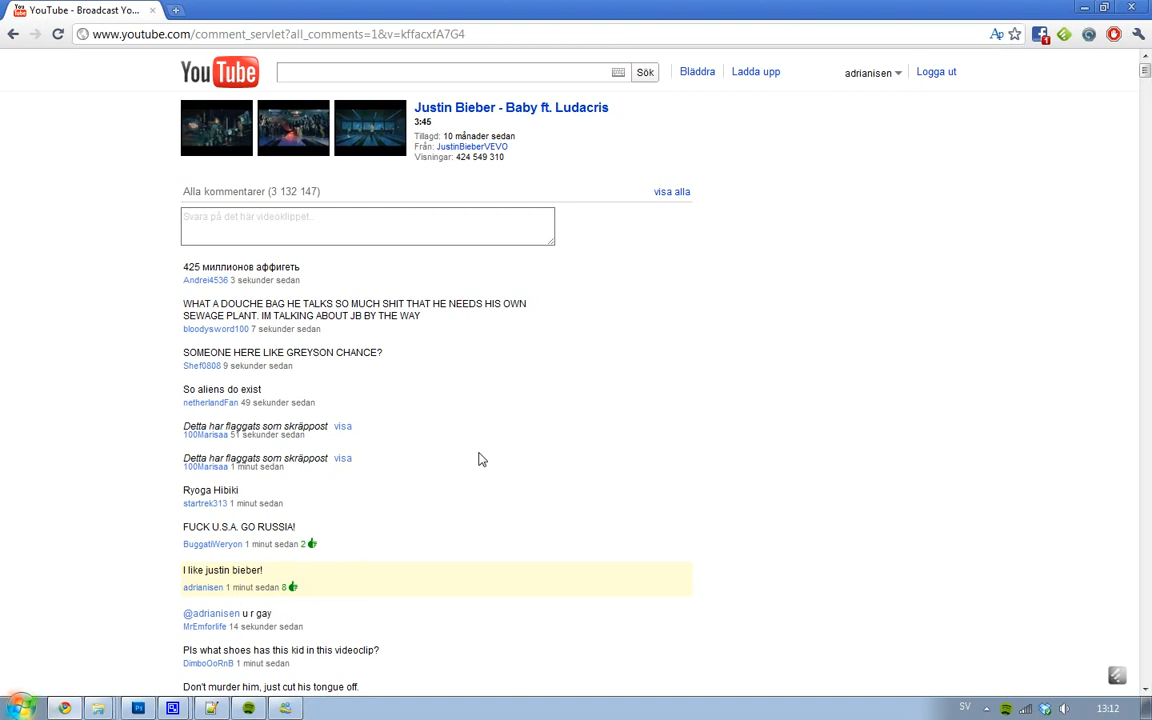 YouTube - Broadcast Yo...
www.youtube.com/comment_servlet?all_comments=1&v=kffacxfA7G4
You Tube
Sök
Bläddra
Ladda upp
adrianisen
Logga ut
Justin Bieber - Baby ft. Ludacris
3:45
Tillagd: 10 månader sedan
Från: JustinBieberVEVO
Visningar: 424 549 310
Alla kommentarer (3 132 147)
visa alla
Svara på det här videoklippet..
425 миллионов аффигеть
Andrei4536 3 sekunder sedan
WHAT A DOUCHE BAG HE TALKS SO MUCH SHIT THAT HE NEEDS HIS OWN
SEWAGE PLANT. IM TALKING ABOUT JB BY THE WAY
bloodysword100 7 sekunder sedan
SOMEONE HERE LIKE GREYSON CHANCE?
Shef0808 9 sekunder sedan
So aliens do exist
netherlandFan 49 sekunder sedan
Detta har flaggats som skräppost visa
100Marisaa 51 sekunder sedan
Detta har flaggats som skräppost visa
100Marisaa 1 minut sedan
Ryoga Hibiki
startrek313 1 minut sedan
FUCK U.S.A. GO RUSSIA!
BuggatiWeryon 1 minut sedan 2
I like justin bieber!
adrianisen 1 minut sedan 8
@adrianisen u r gay
MrEmforlife 14 sekunder sedan
Pls what shoes has this kid in this videoclip?
DimboOoRnB 1 minut sedan
Don't murder him, just cut his tongue off.
SV
13:12